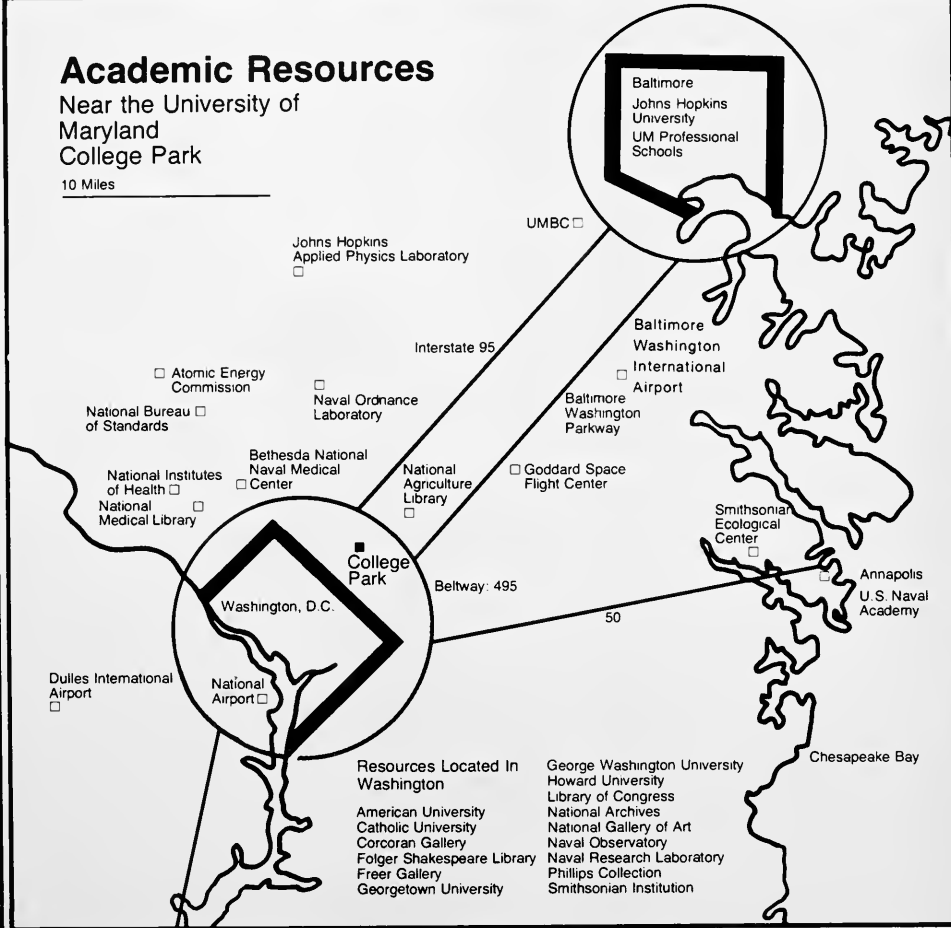 Academic Resources
Near the University of
Maryland
College Park
10 Miles
Baltimore
Johns Hopkins
University
UM Professional
Schools
UMBC
Johns Hopkins
Applied Physics Laboratory
Interstate 95
Baltimore
Washington
International
Airport
Atomic Energy
Commission
Naval Ordnance
Laboratory
Baltimore
Washington
Parkway
National Bureau
of Standards
Bethesda National
Naval Medical
Center
National
Agriculture
Library
Goddard Space
Flight Center
National Institutes
of Health
National
Medical Library
Smithsonian
Ecological
Center
College
Park
Beltway: 495
Annapolis
U.S. Naval
Academy
Washington, D.C.
50
Dulles International
Airport
National
Airport
Chesapeake Bay
Resources Located In
Washington
American University
Catholic University
Corcoran Gallery
Folger Shakespeare Library
Freer Gallery
Georgetown University
George Washington University
Howard University
Library of Congress
National Archives
National Gallery of Art
Naval Observatory
Naval Research Laboratory
Phillips Collection
Smithsonian Institution